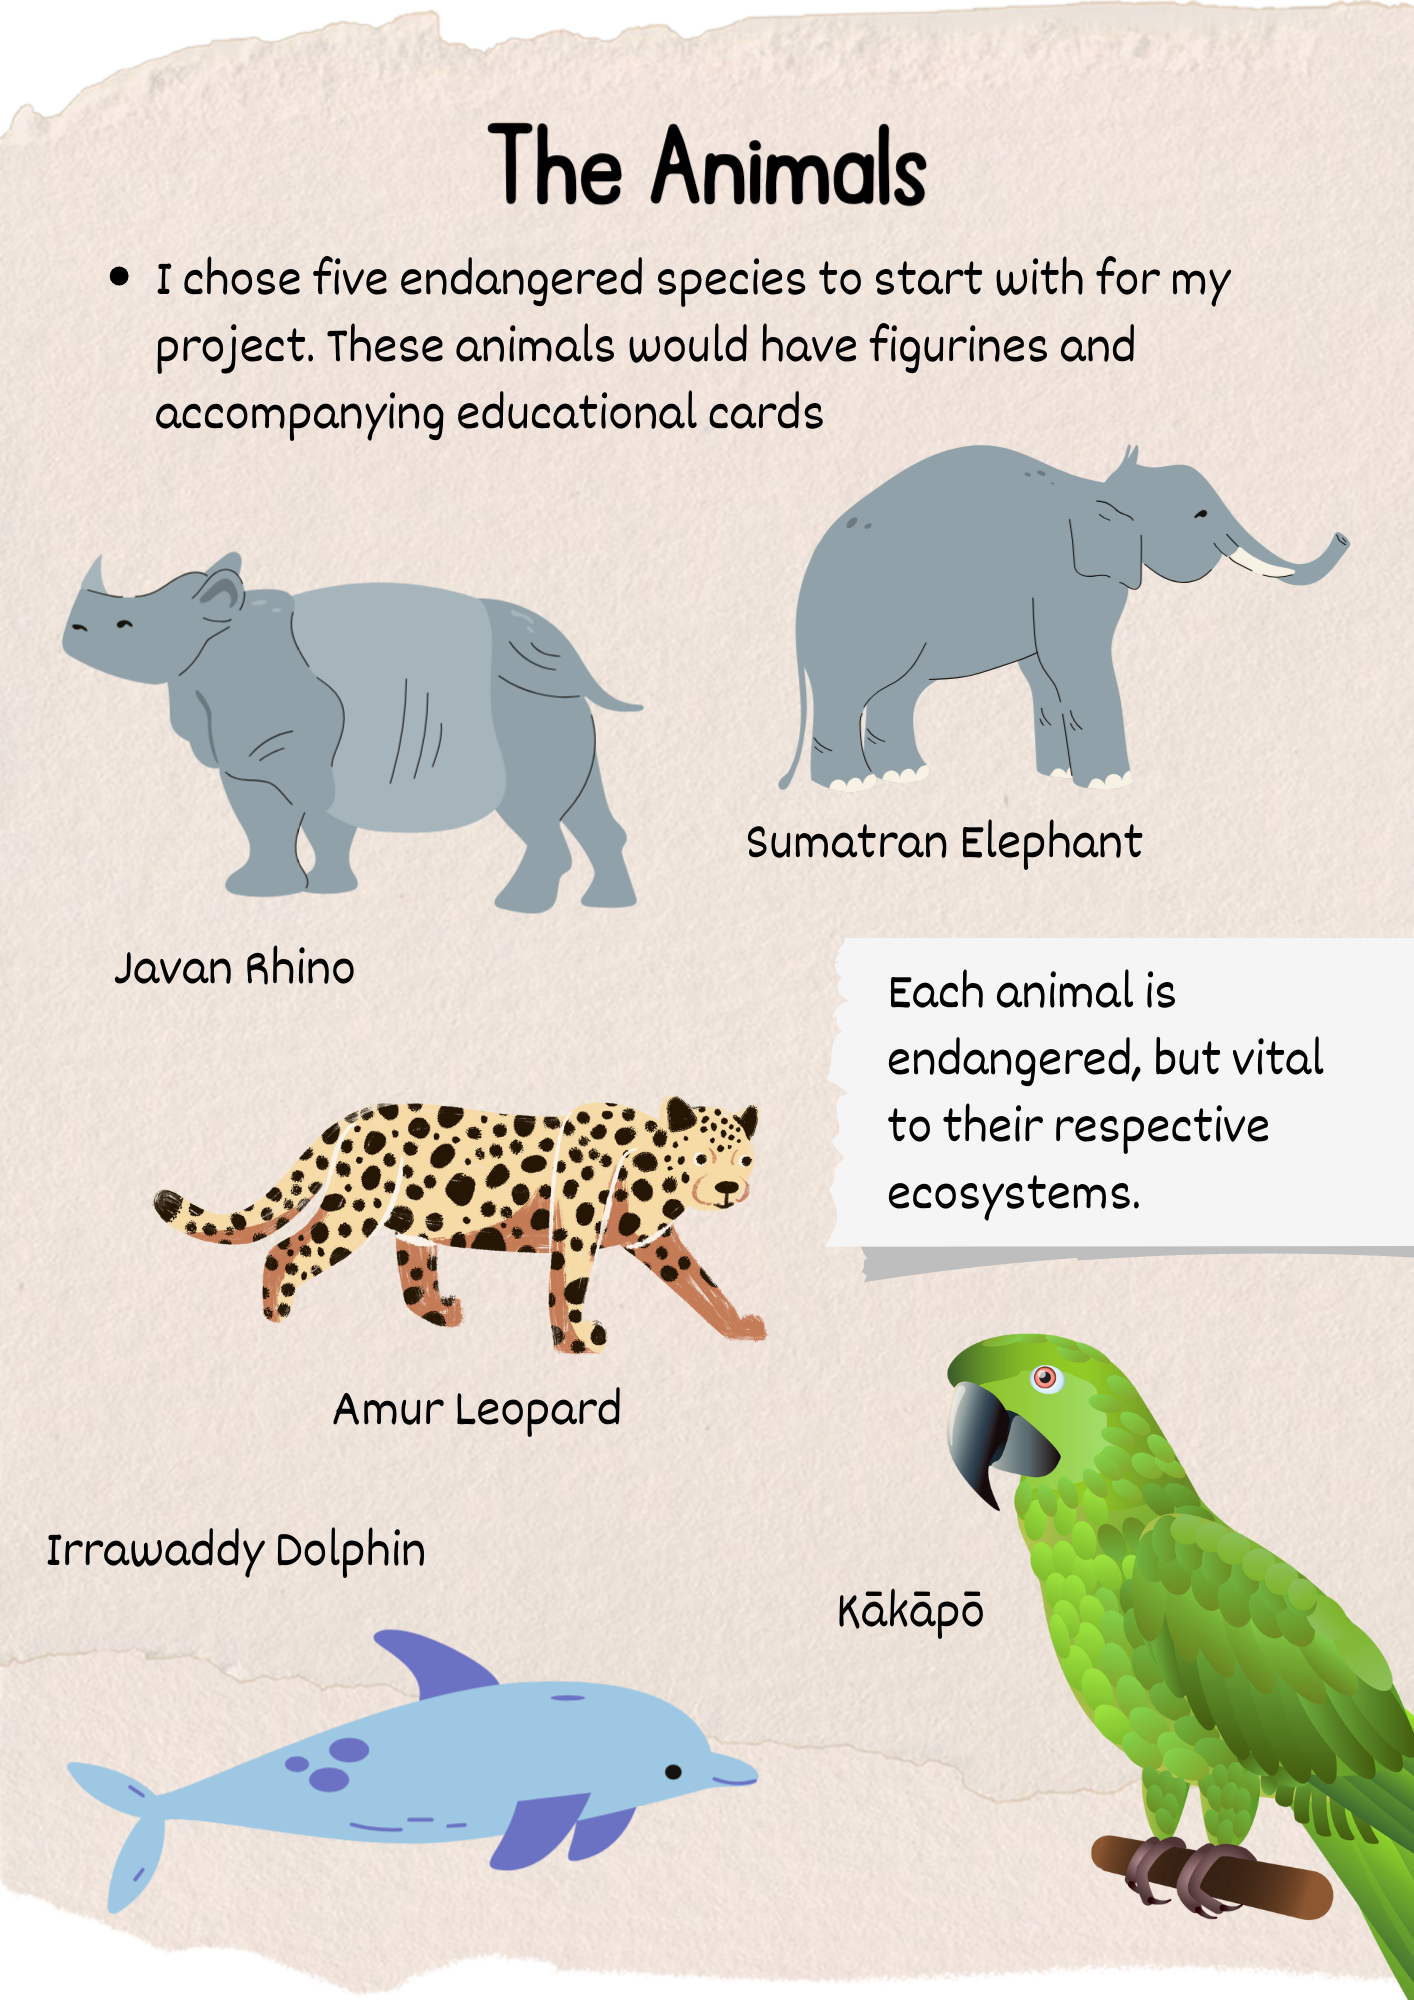 The Animals
• I chose five endangered species to start with for my
project. These animals would have figurines and
accompanying educational cards
Sumatran Elephant
Javan Rhino
Each animal is
endangered, but vital
to their respective
ecosystems.
Amur Leopard
Irrawaddy Dolphin
Kākāpō